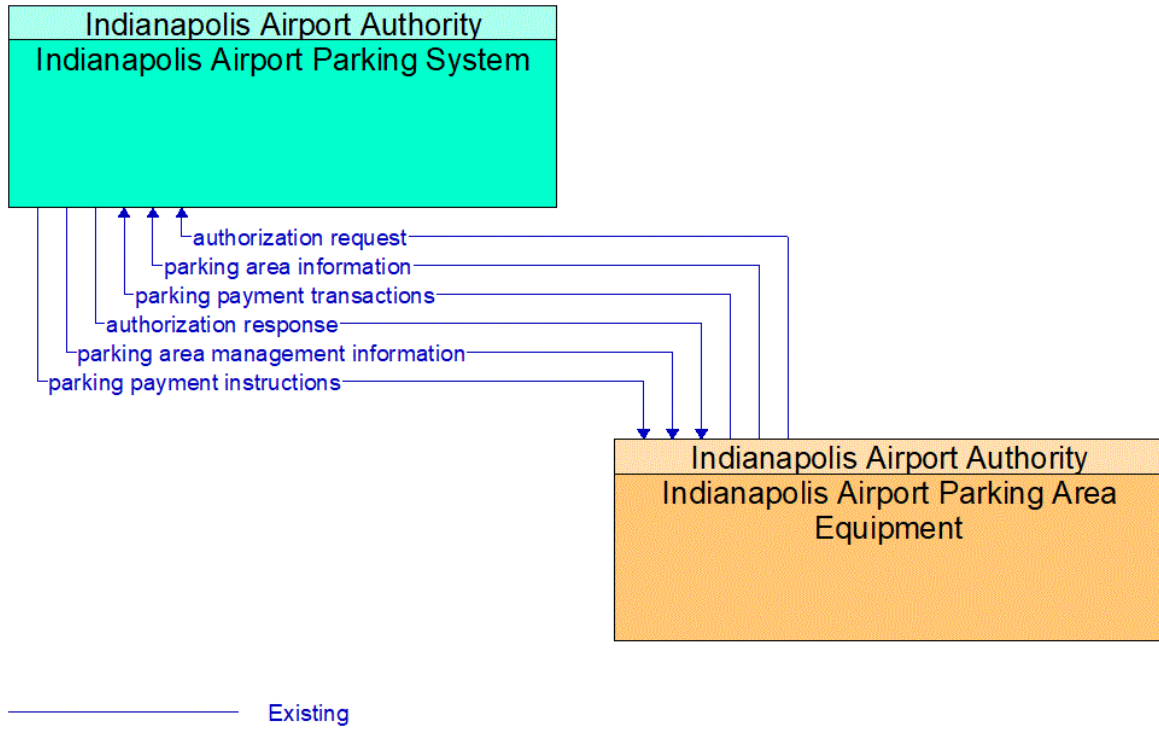 Indianapolis Airport Authority
Indianapolis Airport Parking System
authorization request
parking area information
parking payment transactions
authorization response
parking area management information
parking payment instructions
Indianapolis Airport Authority
Indianapolis Airport Parking Area
Equipment
Existing